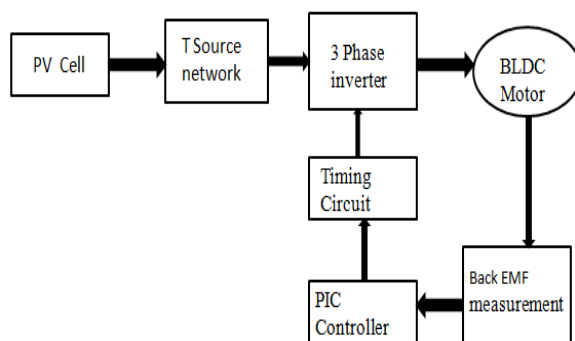 PV Cell
T Source
network
3 Phase
inverter
BLDC
Motor
Timing
Circuit
PIC
Controller
Back EMF
measurement